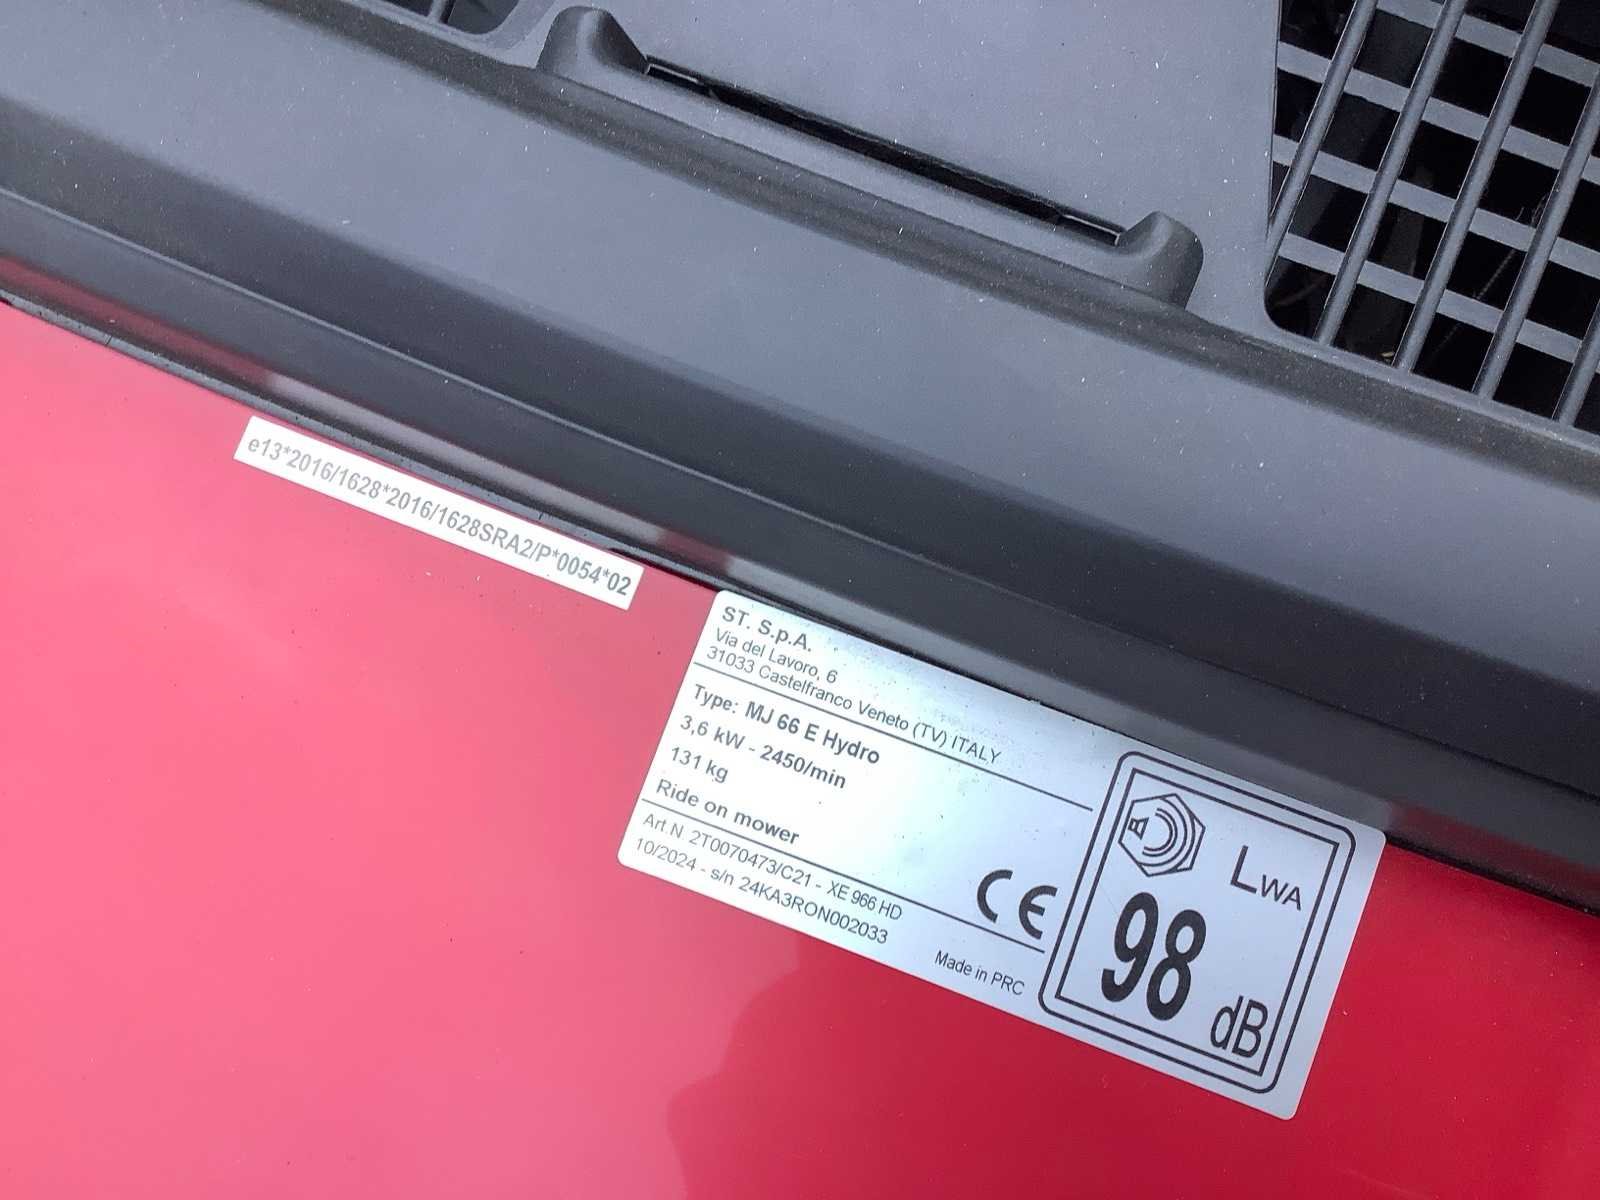 e13*2016/1628*2016/1628SRA2/P*0054*02
ST. S.p.A.
Via del Lavoro, 6
31033 Castelfranco Veneto (TV) ITALY
Type: MJ 66 E Hydro
3,6 kW - 2450/min
131 kg
Ride on mower
Art.N. 2T0070473/C21 - XE 966 HD
10/2024 - s/n 24KA3RON002033
CE
Made in PRC
LWA
98
dB